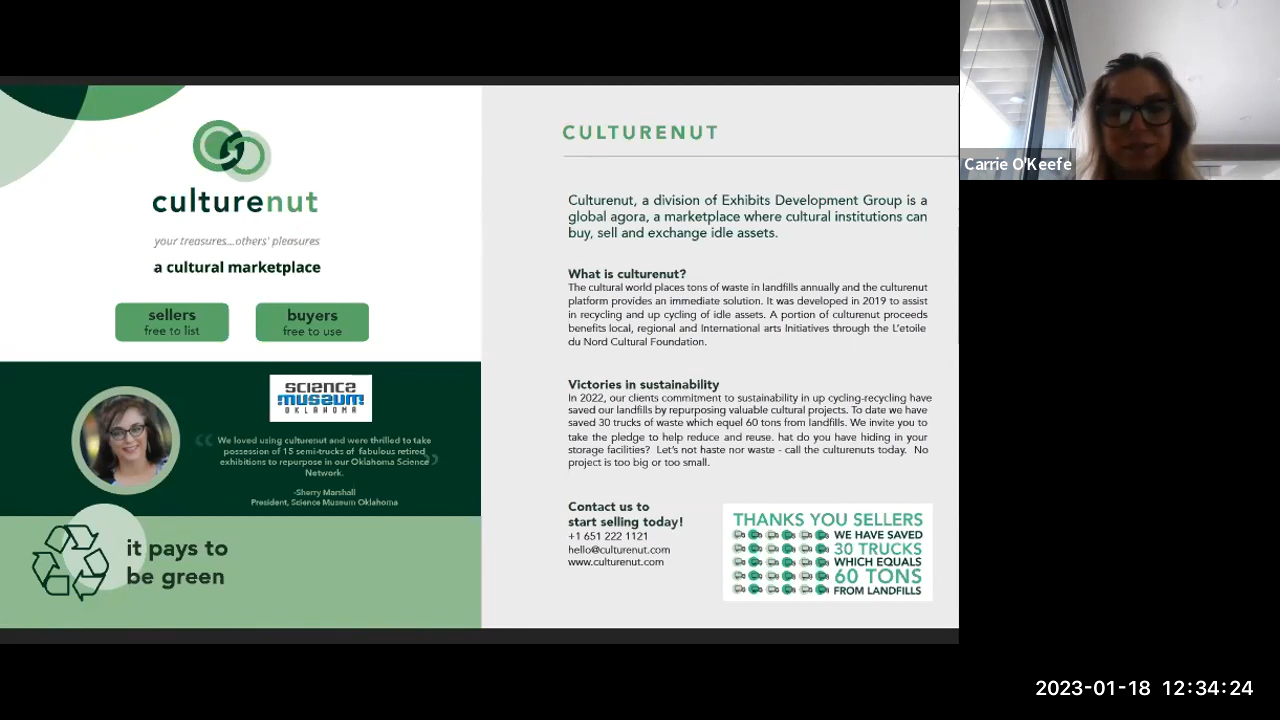 culturenut
your treasures...others' pleasures
a cultural marketplace
sellers
free to list
buyers
free to use
science
museum
OKLAHOMA
“ We loved using culturenut and were thrilled to take
possession of 15 semi-trucks of fabulous retired
exhibitions to repurpose in our Oklahoma Science ”
Network.
-Sherry Marshall
President, Science Museum Oklahoma
it pays to
be green
CULTURENUT
Culturenut, a division of Exhibits Development Group is a
global agora, a marketplace where cultural institutions can
buy, sell and exchange idle assets.
What is culturenut?
The cultural world places tons of waste in landfills annually and the culturenut
platform provides an immediate solution. It was developed in 2019 to assist
in recycling and up cycling of idle assets. A portion of culturenut proceeds
benefits local, regional and International arts Initiatives through the L'etoile
du Nord Cultural Foundation.
Victories in sustainability
In 2022, our clients commitment to sustainability in up cycling-recycling have
saved our landfills by repurposing valuable cultural projects. To date we have
saved 30 trucks of waste which equel 60 tons from landfills. We invite you to
take the pledge to help reduce and reuse. hat do you have hiding in your
storage facilities? Let's not haste nor waste - call the culturenuts today. No
project is too big or too small.
Contact us to
start selling today!
+1 651 222 1121
hello@culturenut.com
www.culturenut.com
THANKS YOU SELLERS
WE HAVE SAVED
30 TRUCKS
WHICH EQUALS
60 TONS
FROM LANDFILLS
Carrie O'Keefe
2023-01-18 12:34:24